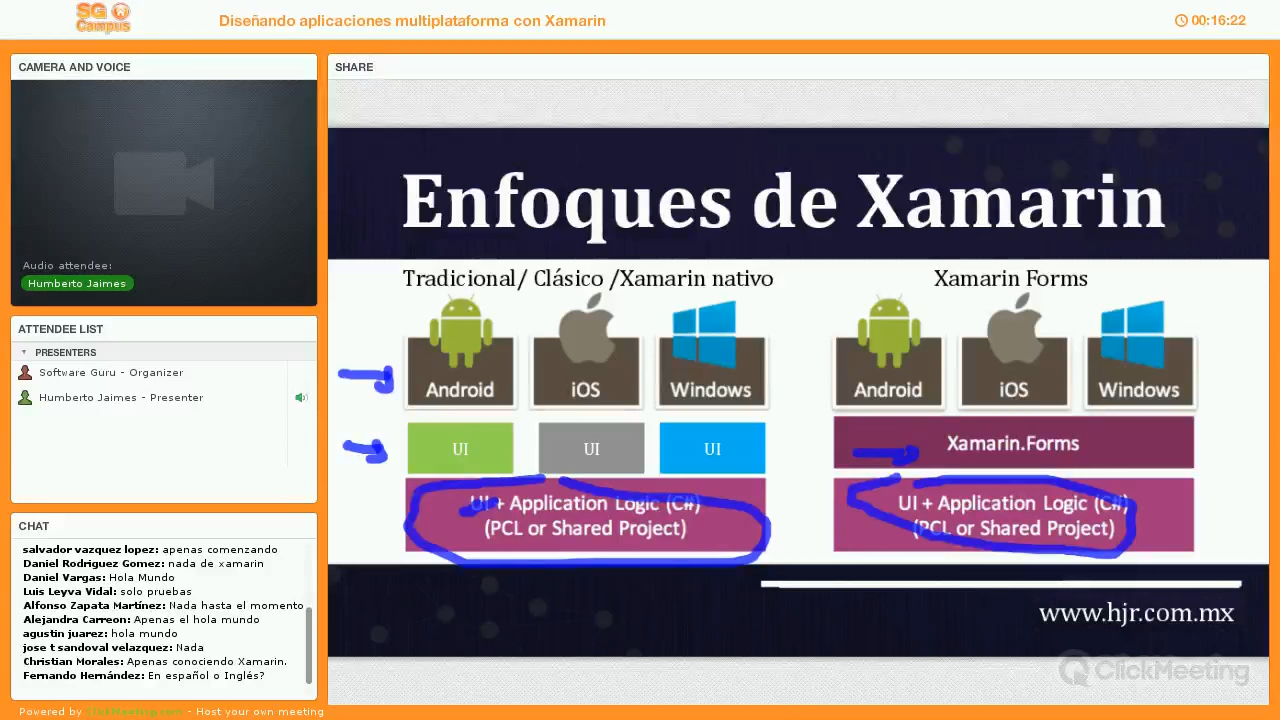 SG Campus
Diseñando aplicaciones multiplataforma con Xamarin
00:16:22
CAMERA AND VOICE
Audio attendee:
Humberto Jaimes
ATTENDEE LIST
PRESENTERS
Software Guru - Organizer
Humberto Jaimes - Presenter
CHAT
salvador vazquez lopez: apenas comenzando
Daniel Rodriguez Gomez: nada de xamarin
Daniel Vargas: Hola Mundo
Luis Leyva Vidal: solo pruebas
Alfonso Zapata Martínez: Nada hasta el momento
Alejandra Carreon: Apenas el hola mundo
agustin juarez: hola mundo
jose t sandoval velazquez: Nada
Christian Morales: Apenas conociendo Xamarin.
Fernando Hernández: En español o Inglés?
Powered by ClickMeeting.com - Host your own meeting
SHARE
Enfoques de Xamarin
Tradicional/ Clásico /Xamarin nativo
Android iOS Windows
UI UI UI
UI + Application Logic (C#)
(PCL or Shared Project)
Xamarin Forms
Android iOS Windows
Xamarin.Forms
UI + Application Logic (C#)
(PCL or Shared Project)
www.hjr.com.mx
ClickMeeting